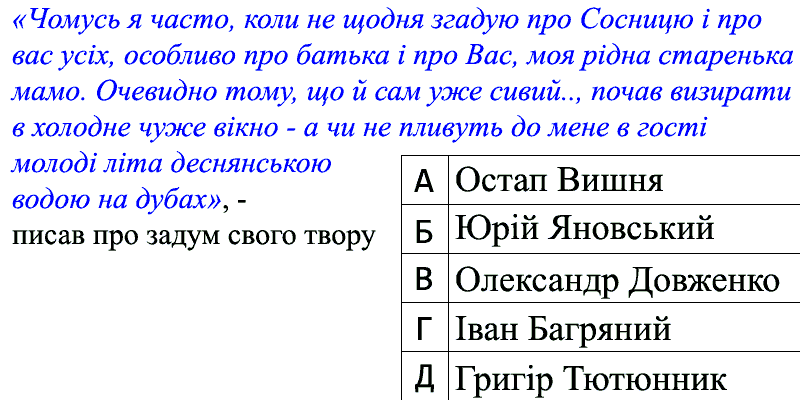 «Чомусь я часто, коли не щодня згадую про Сосницю і про
вас усіх, особливо про батька і про Вас, моя рідна старенька
мамо. Очевидно тому, що й сам уже сивий.., почав визирати
в холодне чуже вікно - а чи не пливуть до мене в гості
молоді літа деснянською
водою на дубах», -
писав про задум свого твору
А Остап Вишня
Б Юрій Яновський
В Олександр Довженко
Г Іван Багряний
Д Григір Тютюнник